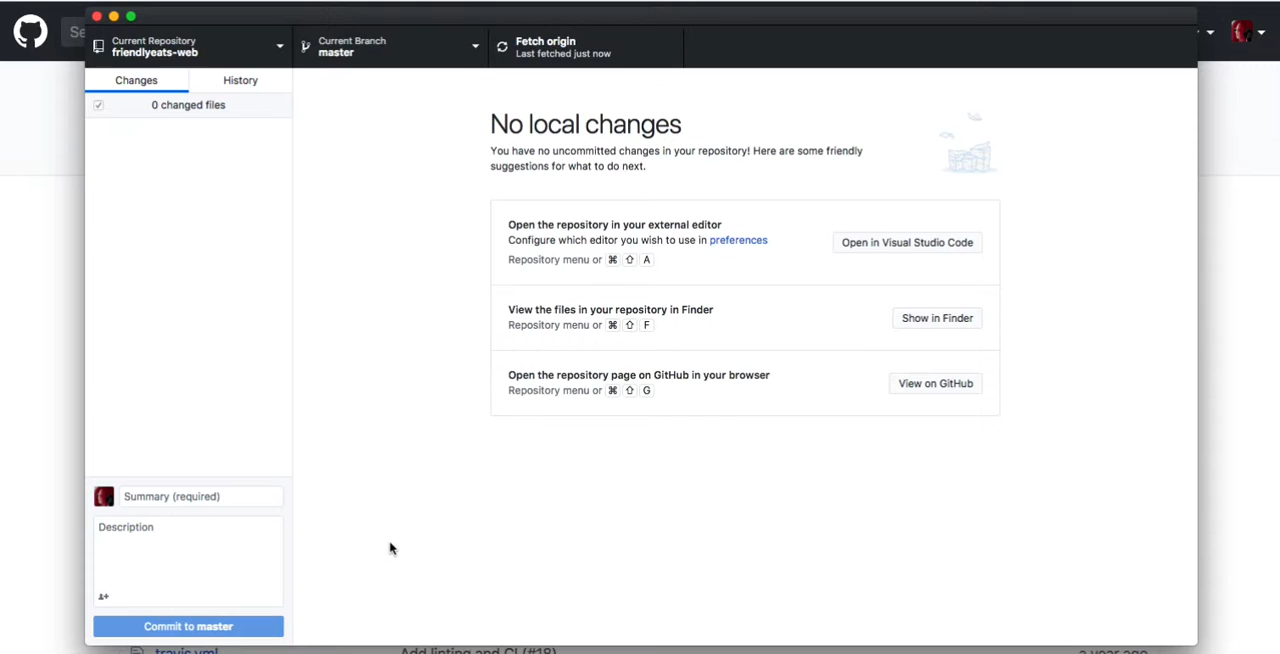 Se
Current Repository
friendlyeats-web
Current Branch
master
Fetch origin
Last fetched just now
Changes
History
0 changed files
No local changes
You have no uncommitted changes in your repository! Here are some friendly
suggestions for what to do next.
Open the repository in your external editor
Configure which editor you wish to use in preferences
Repository menu or ⌘ ⇧ A
Open in Visual Studio Code
View the files in your repository in Finder
Repository menu or ⌘ ⇧ F
Show in Finder
Open the repository page on GitHub in your browser
Repository menu or ⌘ ⇧ G
View on GitHub
Summary (required)
Description
Commit to master
travis.yml
Add linting and CI (#18)
a year ago